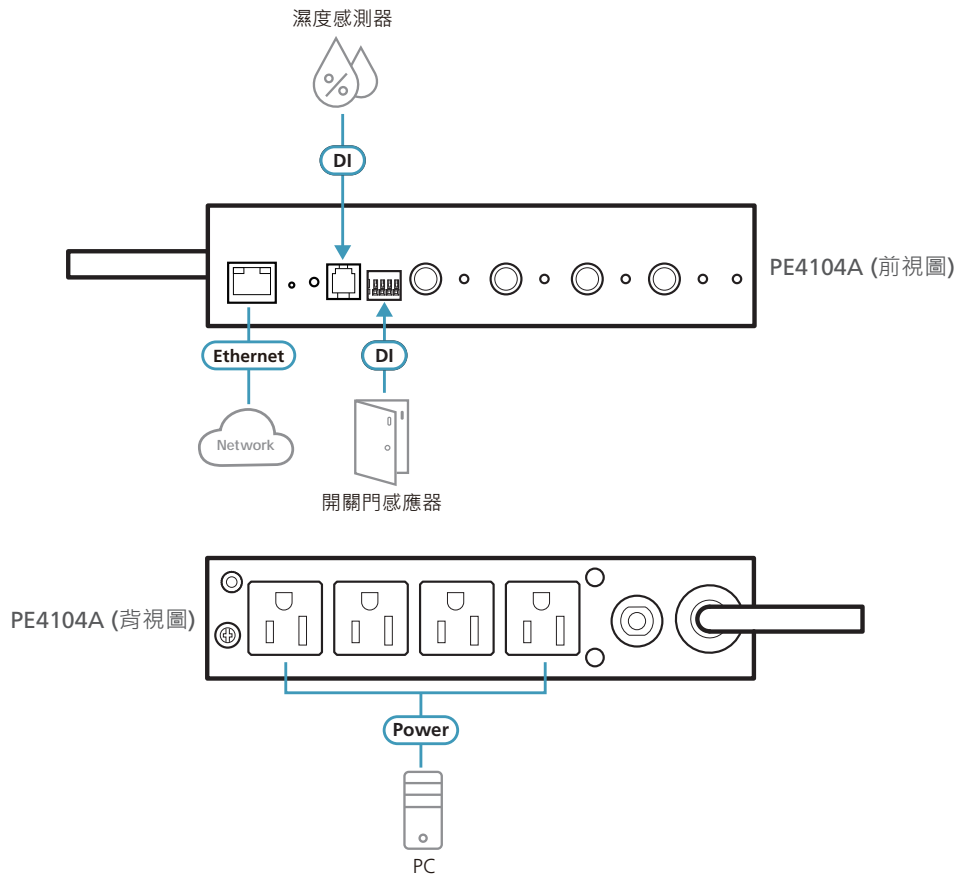 濕度感測器
DI
PE4104A (前視圖)
Ethernet
DI
Network
開關門感應器
PE4104A (背視圖)
Power
PC